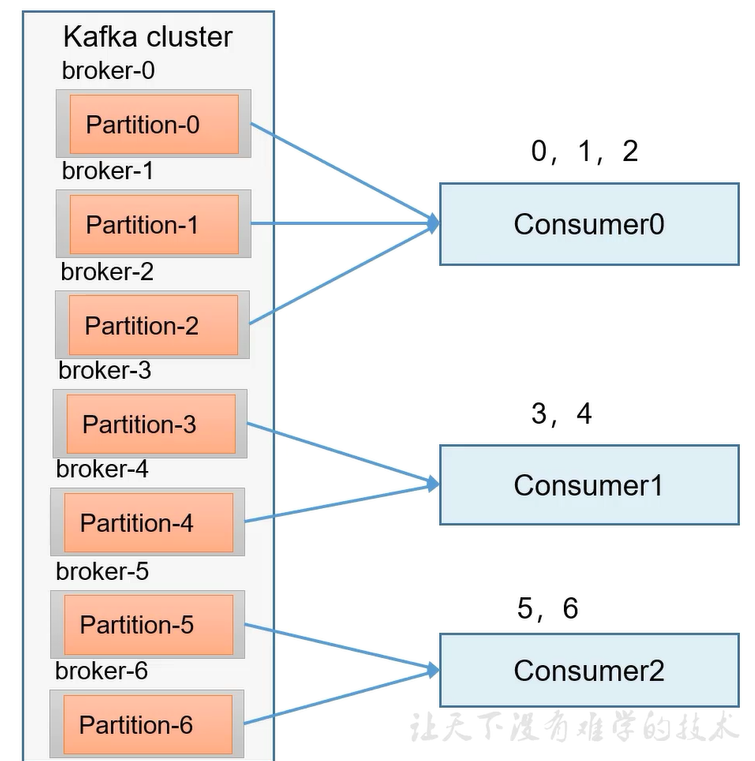 Kafka cluster
broker-0
Partition-0
broker-1
Partition-1
broker-2
Partition-2
broker-3
Partition-3
broker-4
Partition-4
broker-5
Partition-5
broker-6
Partition-6
0，1，2
Consumer0
3，4
Consumer1
5，6
Consumer2
让天下没有难学的技术